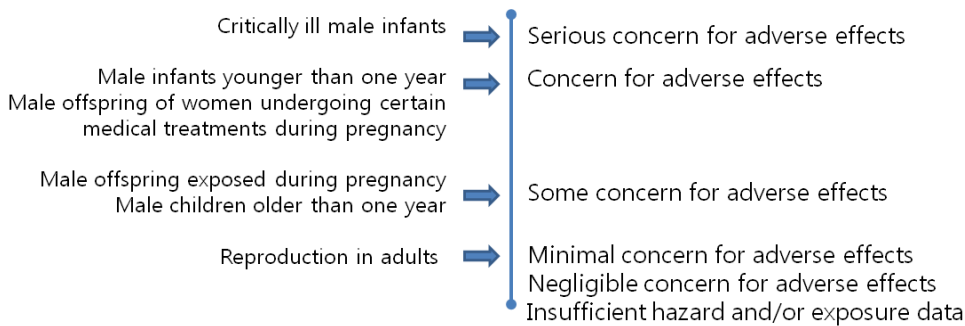 Critically ill male infants
Serious concern for adverse effects
Male infants younger than one year
Male offspring of women undergoing certain
medical treatments during pregnancy
Concern for adverse effects
Male offspring exposed during pregnancy
Male children older than one year
Some concern for adverse effects
Reproduction in adults
Minimal concern for adverse effects
Negligible concern for adverse effects
Insufficient hazard and/or exposure data